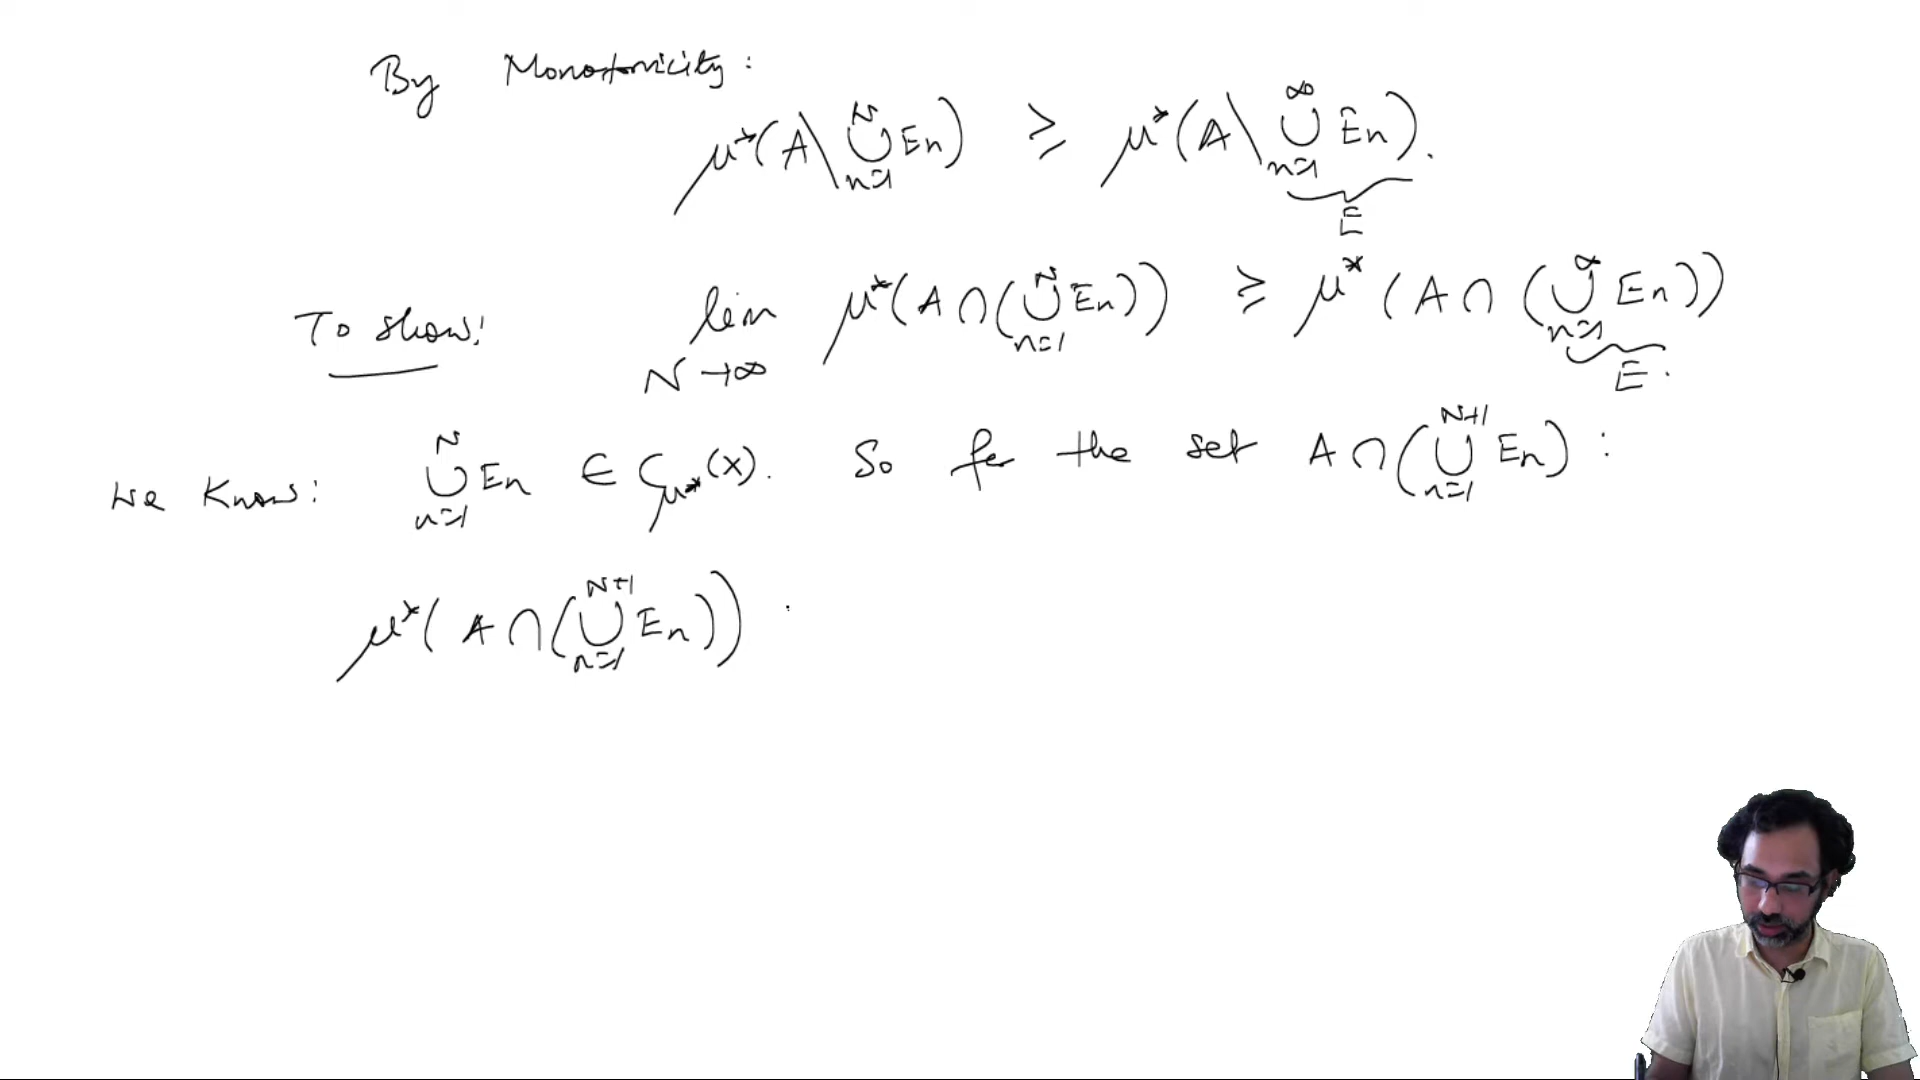 By Monotonicity:
μ*(A \ ⋃_{n=1}^{N} En) ≥ μ*(A \ ⋃_{n=1}^{∞} En).
E
To show: lim_{N→∞} μ*(A ∩ (⋃_{n=1}^{N} En)) ≥ μ*(A ∩ (⋃_{n=1}^{∞} En))
E.
We know: ⋃_{n=1}^{N} En ∈ C_{μ*}(X). So for the set A ∩ (⋃_{n=1}^{N+1} En):
μ*(A ∩ (⋃_{n=1}^{N+1} En))